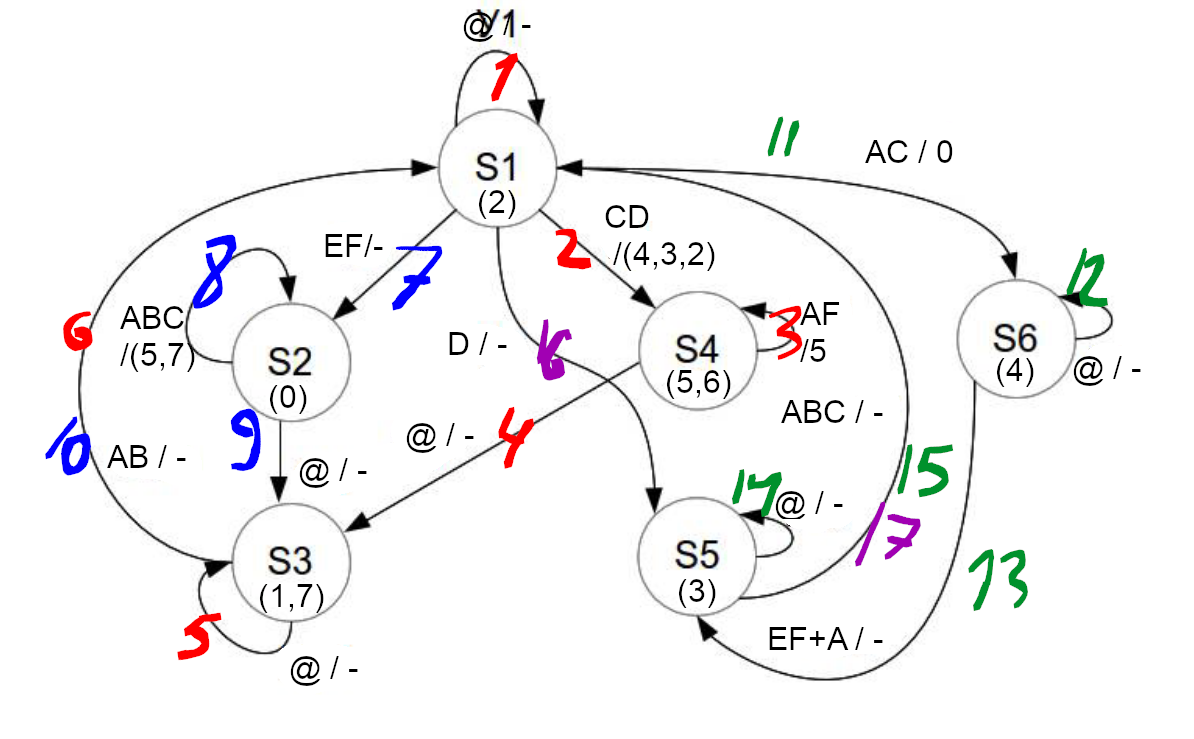 @ / -
1
S1
(2)
11
AC / 0
CD
/(4,3,2)
2
EF/-
7
8
ABC
/(5,7)
S2
(0)
6
D / -
16
S4
(5,6)
AF
/5
3
12
S6
(4)
@ / -
ABC / -
9
@ / -
4
@ / -
10
AB / -
15
14
@ / -
17
S5
(3)
S3
(1,7)
13
5
EF+A / -
@ / -